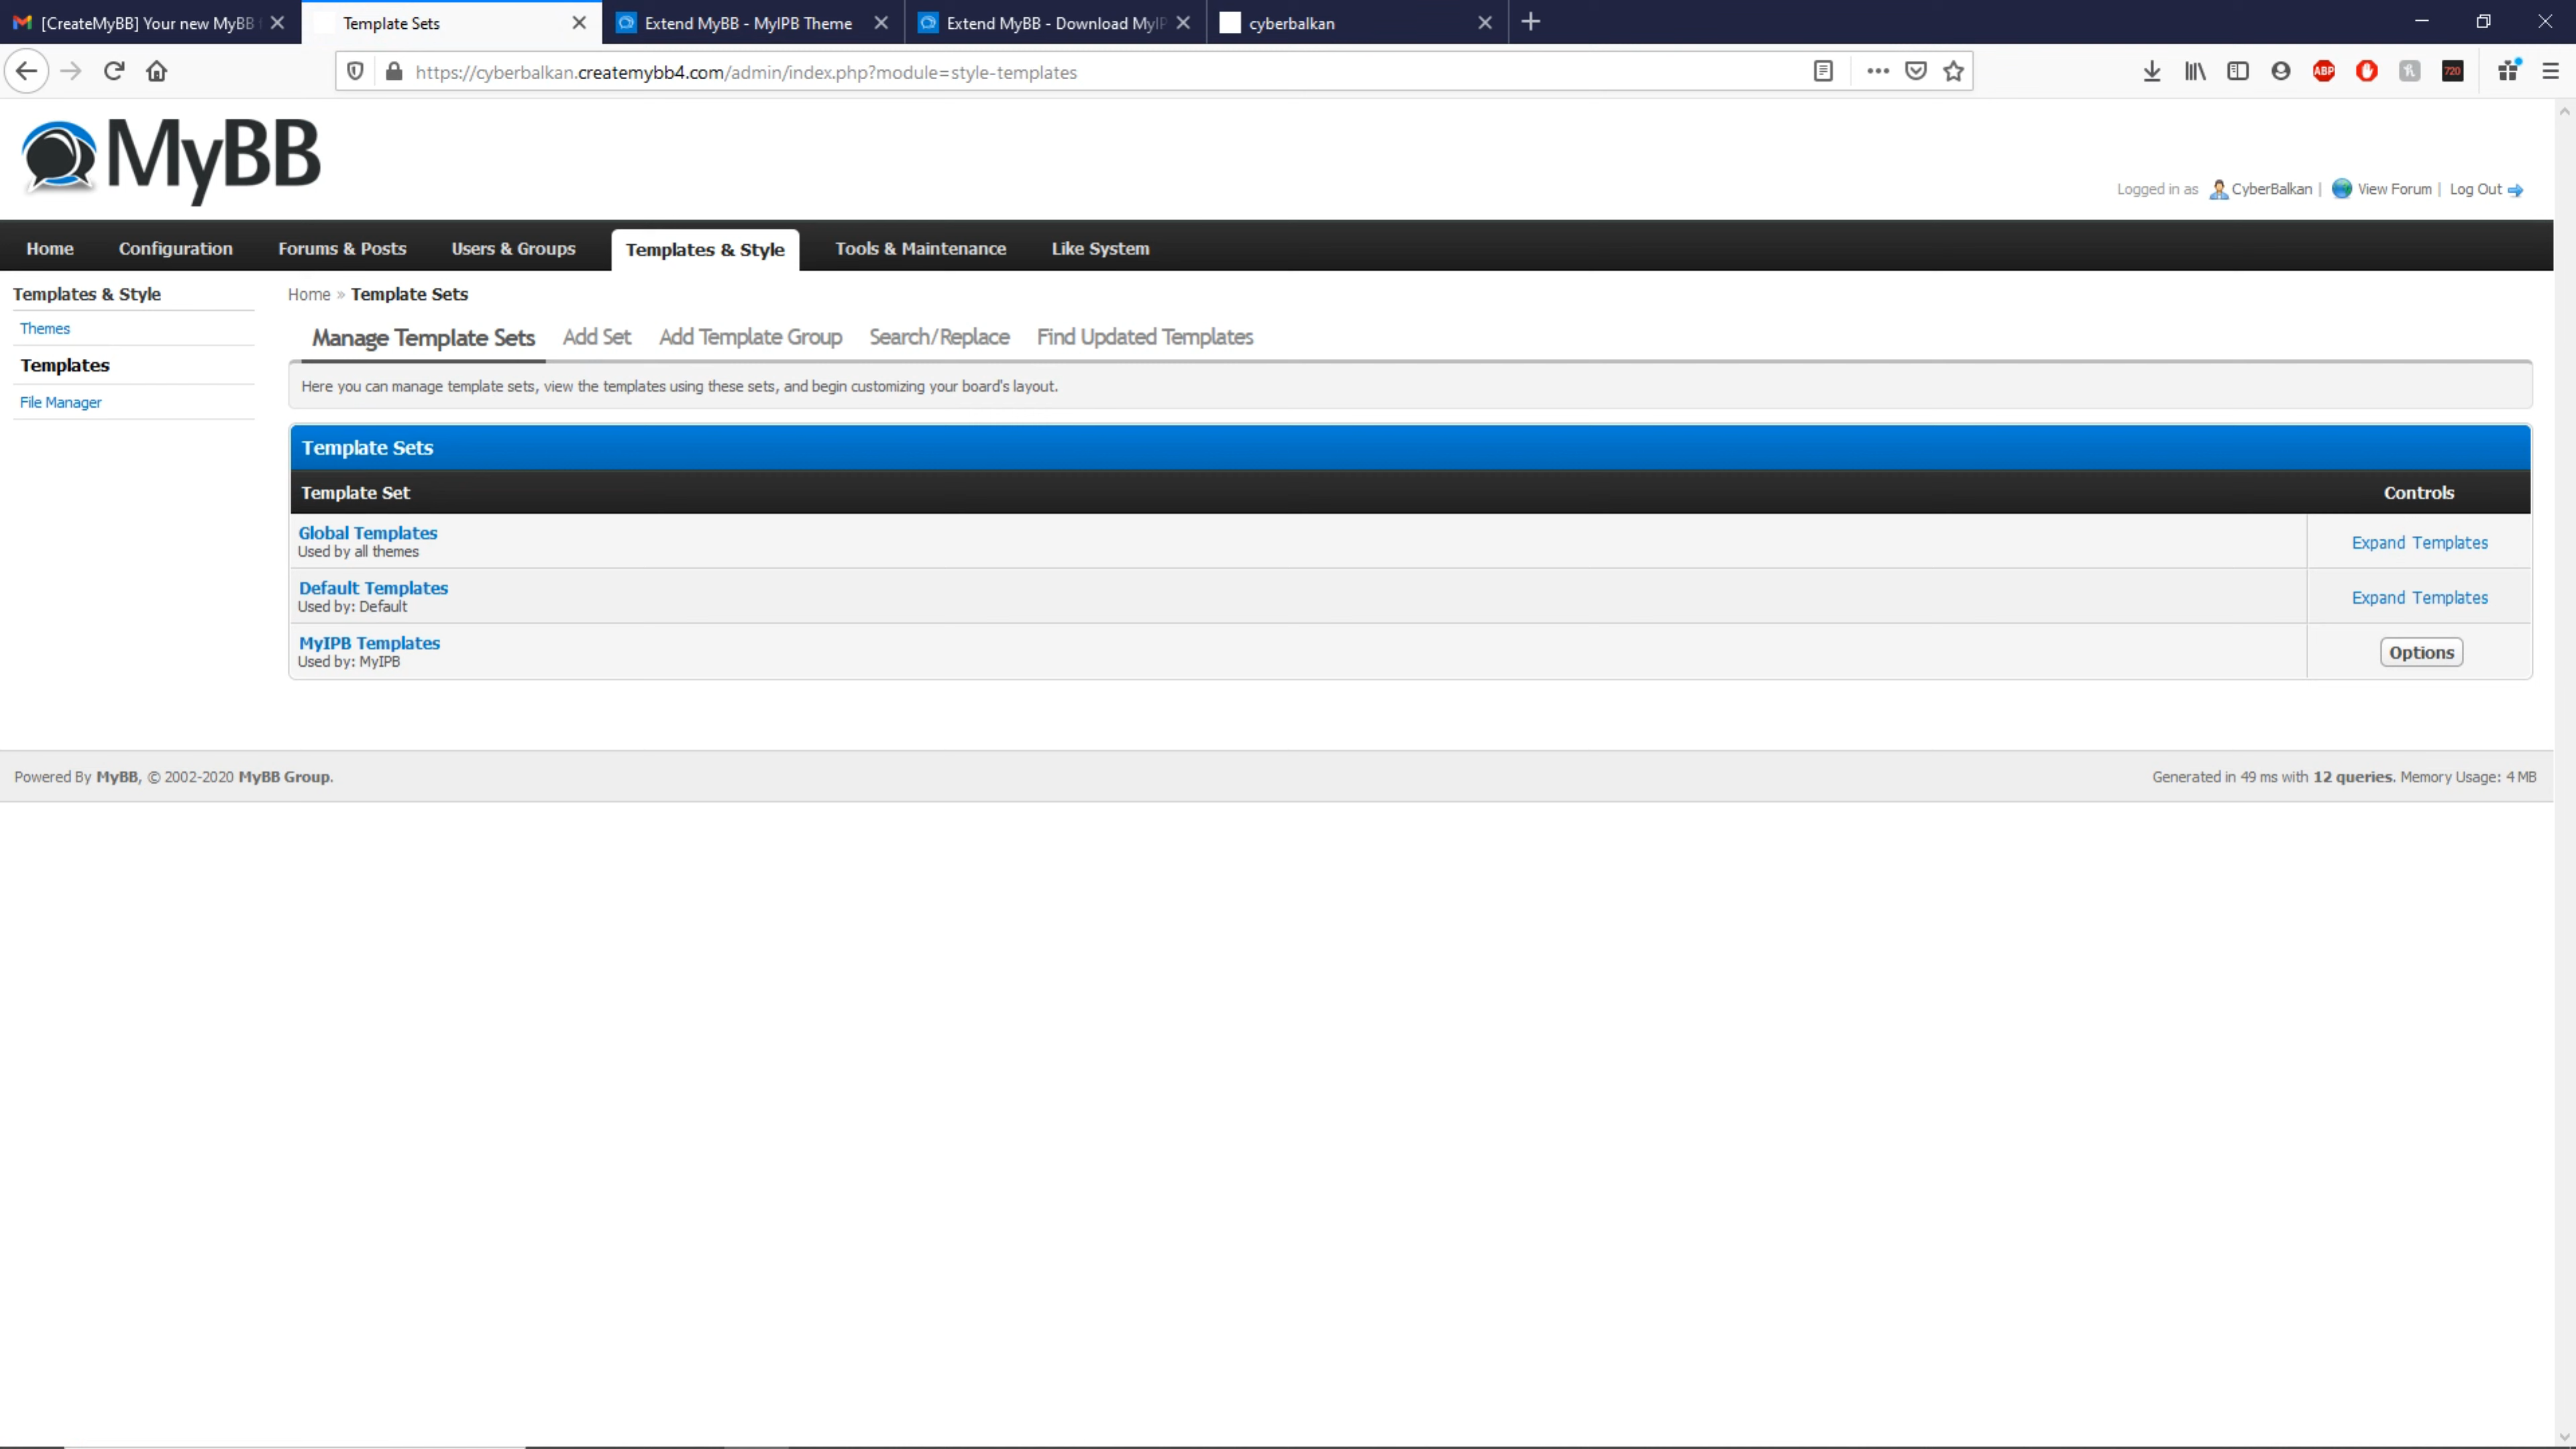 [CreateMyBB] Your new MyBB
Template Sets
Extend MyBB - MyIPB Theme
Extend MyBB - Download MyIP
cyberbalkan
https://cyberbalkan.createmybb4.com/admin/index.php?module=style-templates
ABP
720
MyBB
Logged in as CyberBalkan | View Forum | Log Out
Home Configuration Forums & Posts Users & Groups Templates & Style Tools & Maintenance Like System
Templates & Style
Themes
Templates
File Manager
Home » Template Sets
Manage Template Sets Add Set Add Template Group Search/Replace Find Updated Templates
Here you can manage template sets, view the templates using these sets, and begin customizing your board's layout.
Template Sets
Template Set Controls
Global Templates
Used by all themes
Expand Templates
Default Templates
Used by: Default
Expand Templates
MyIPB Templates
Used by: MyIPB
Options
Powered By MyBB, © 2002-2020 MyBB Group.
Generated in 49 ms with 12 queries. Memory Usage: 4 MB